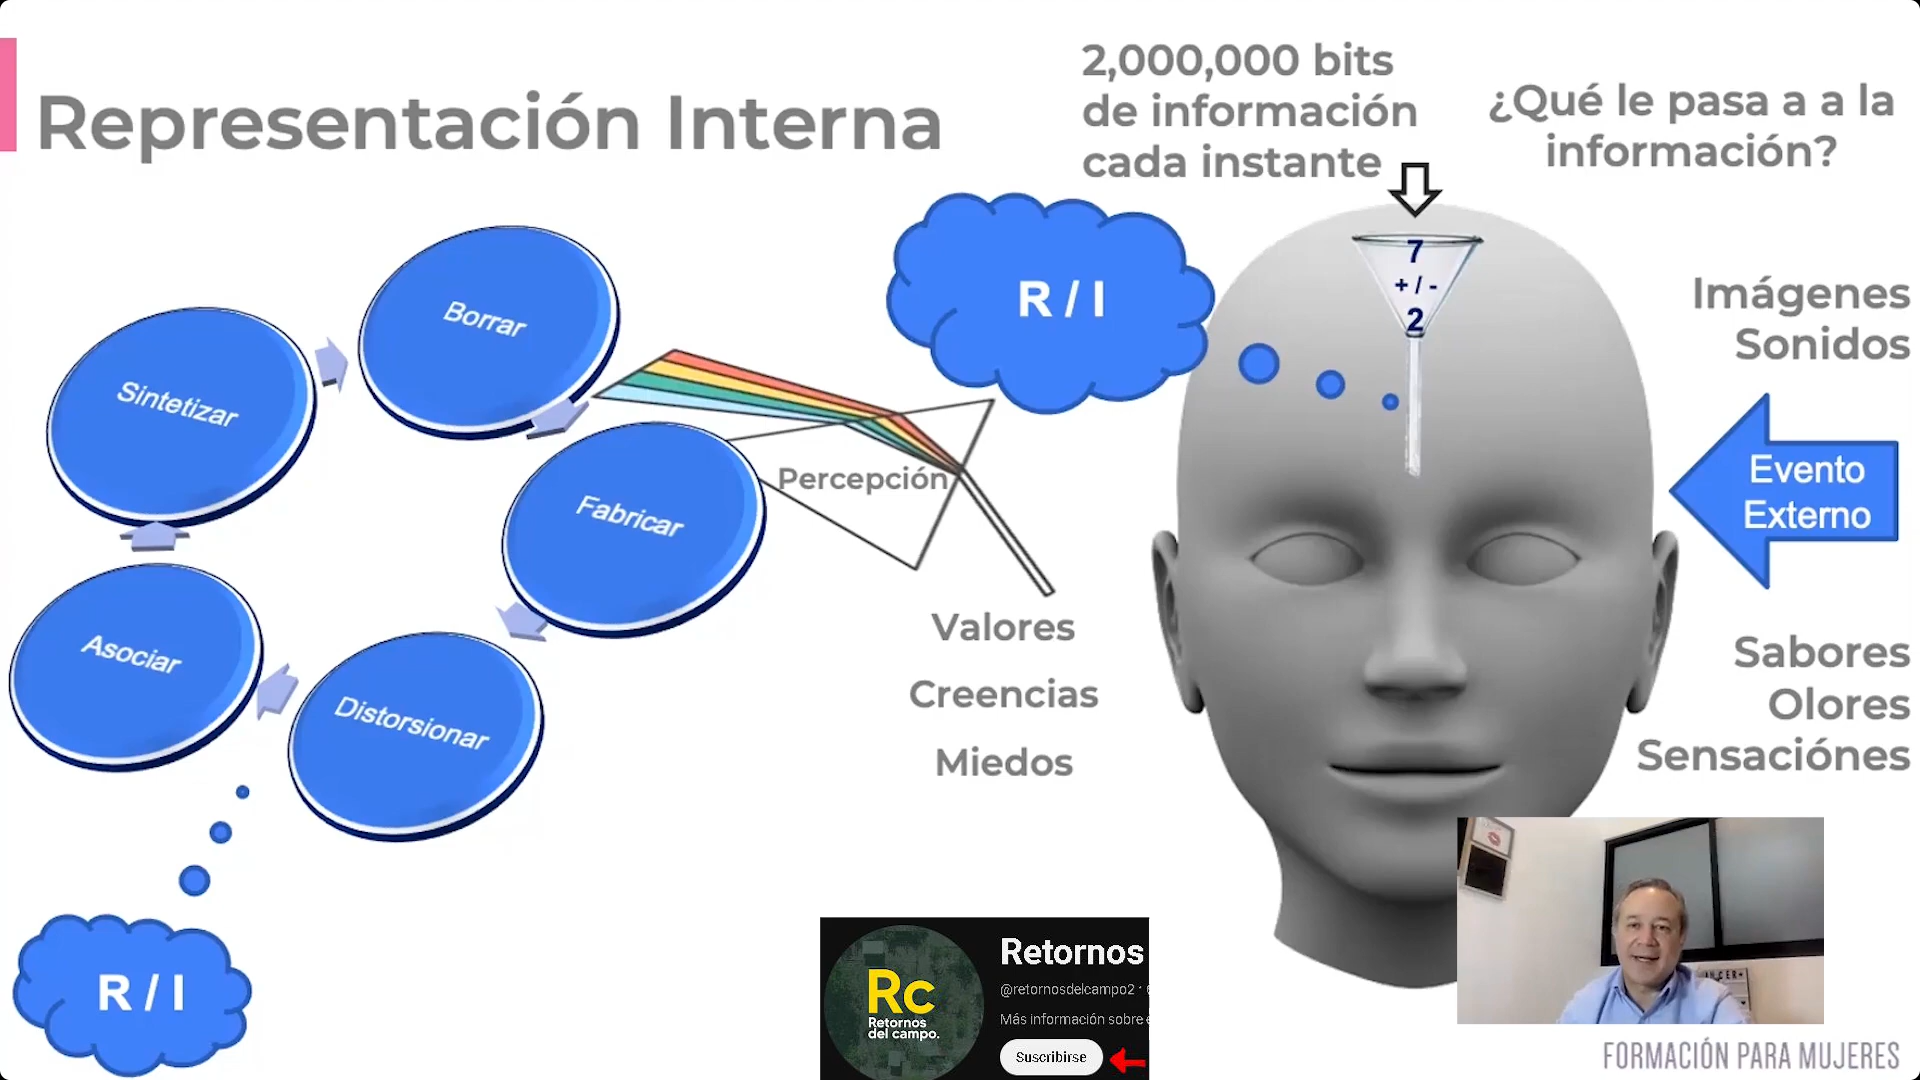 Representación Interna
2,000,000 bits
de información
cada instante
¿Qué le pasa a a la
información?
R / I
7
+ / -
2
Imágenes
Sonidos
Evento
Externo
Sabores
Olores
Sensaciónes
Borrar
Sintetizar
Fabricar
Asociar
Distorsionar
Percepción
Valores
Creencias
Miedos
R / I
Rc
Retornos
del campo.
Retornos
@retornosdelcampo2 ·
Más información sobre
Suscribirse
FORMACIÓN PARA MUJERES